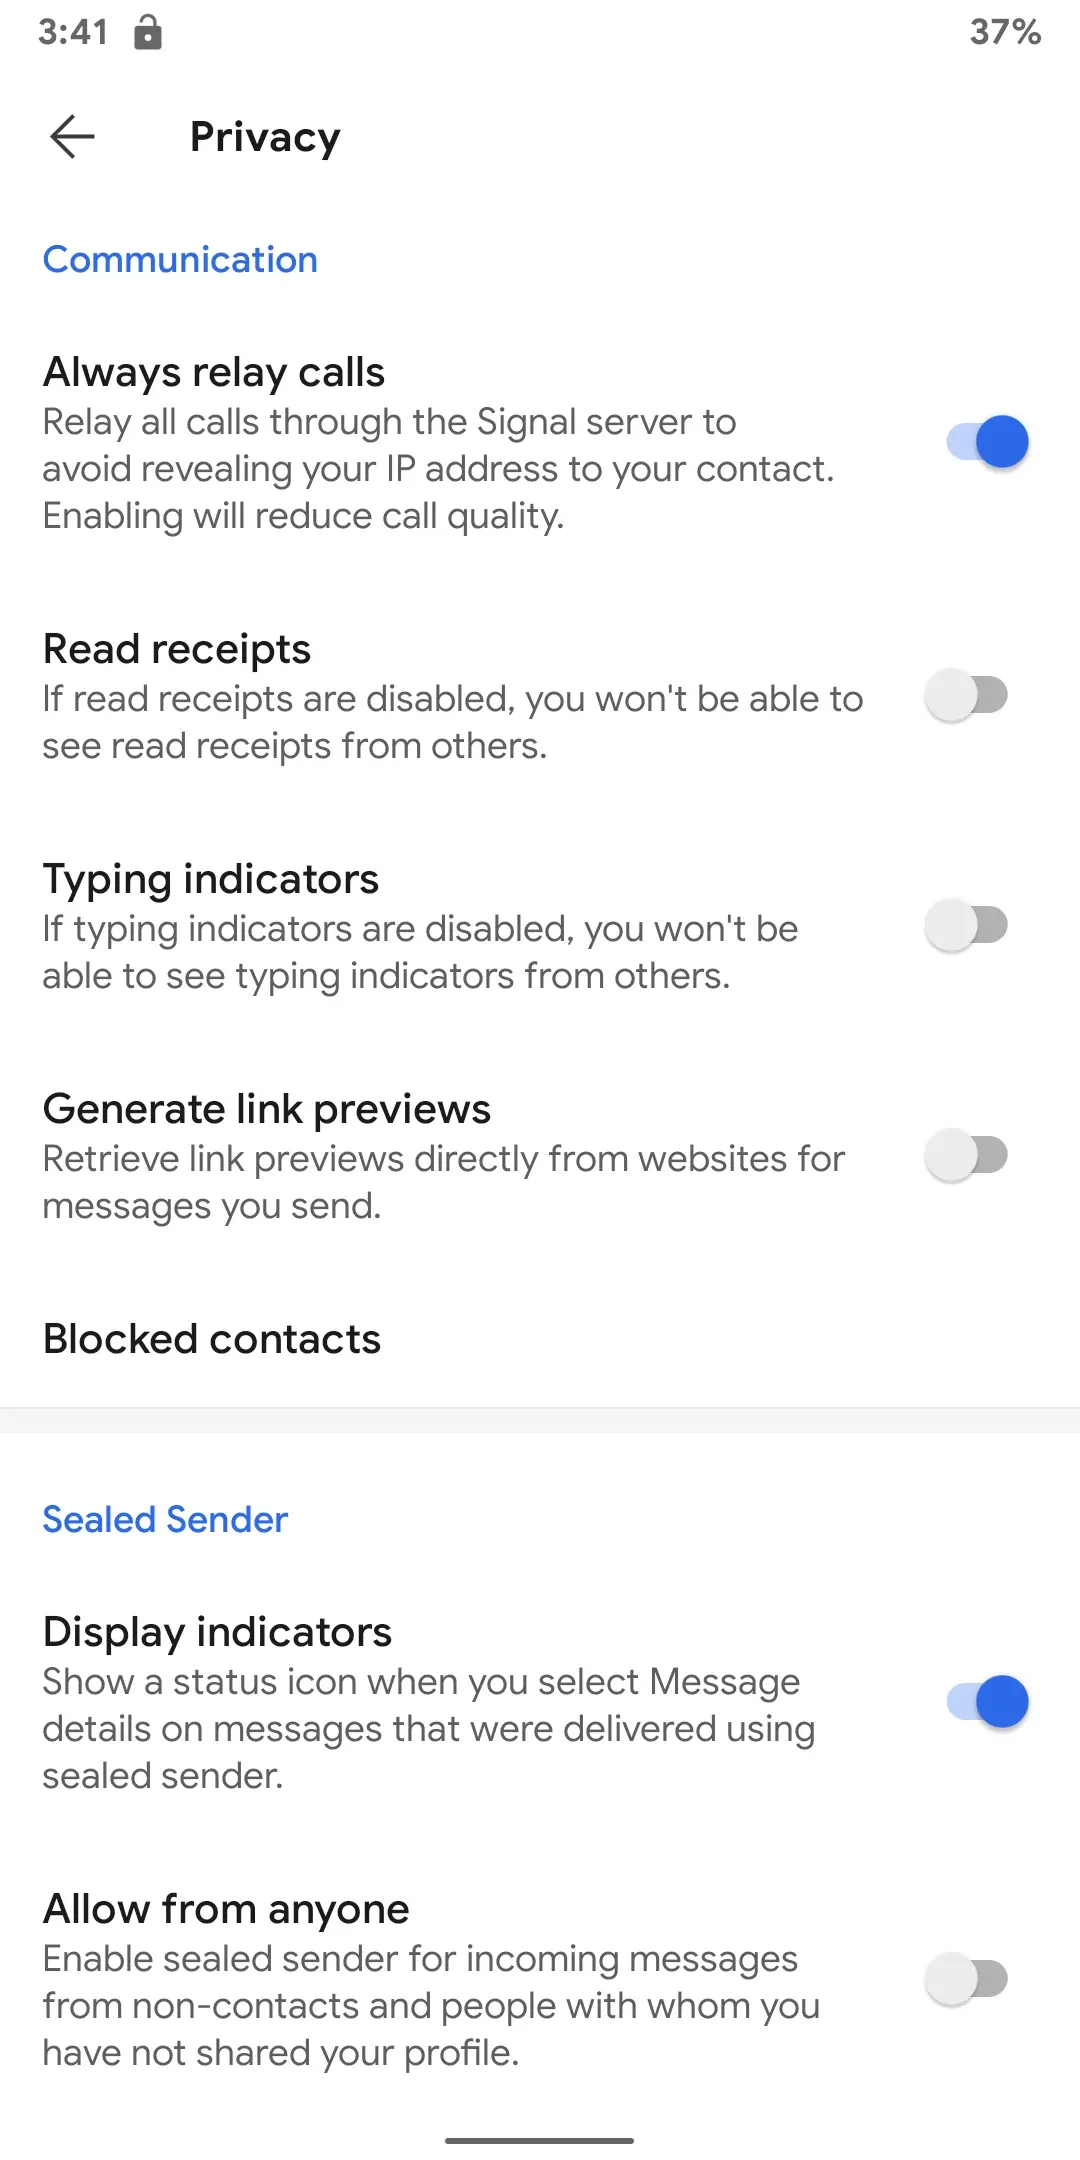 3:41
37%
Privacy
Communication
Always relay calls
Relay all calls through the Signal server to
avoid revealing your IP address to your contact.
Enabling will reduce call quality.
Read receipts
If read receipts are disabled, you won't be able to
see read receipts from others.
Typing indicators
If typing indicators are disabled, you won't be
able to see typing indicators from others.
Generate link previews
Retrieve link previews directly from websites for
messages you send.
Blocked contacts
Sealed Sender
Display indicators
Show a status icon when you select Message
details on messages that were delivered using
sealed sender.
Allow from anyone
Enable sealed sender for incoming messages
from non-contacts and people with whom you
have not shared your profile.